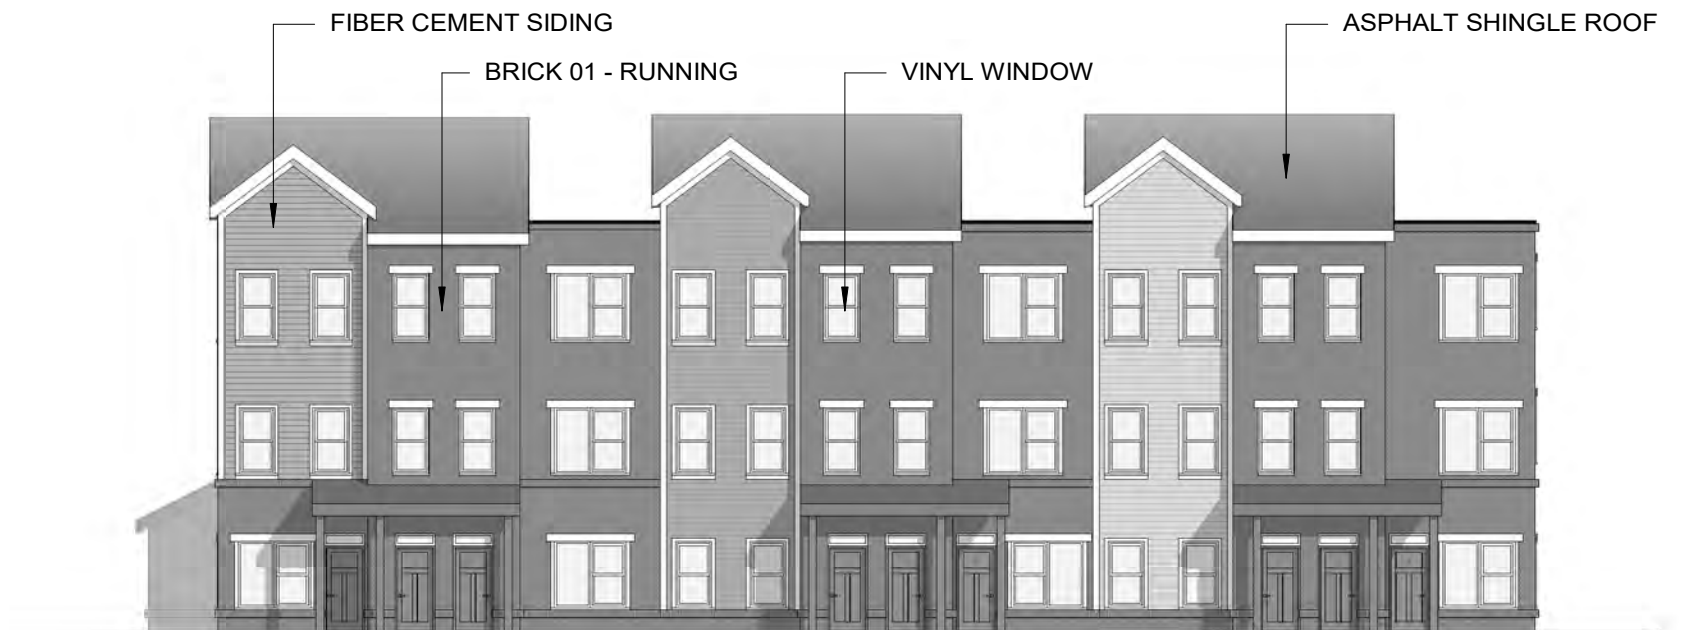 FIBER CEMENT SIDING
ASPHALT SHINGLE ROOF
BRICK 01 - RUNNING
VINYL WINDOW